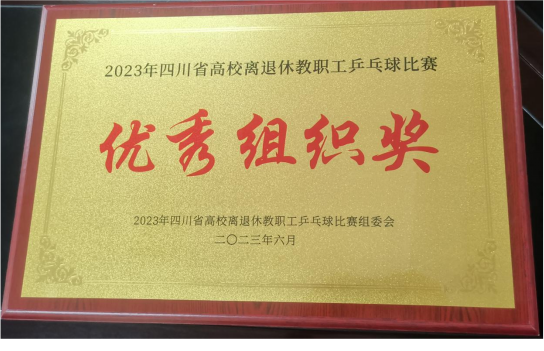 2023年四川省高校离退休教职工乒乓球比赛
优秀组织奖
2023年四川省高校离退休教职工乒乓球比赛组委会
二〇二三年六月